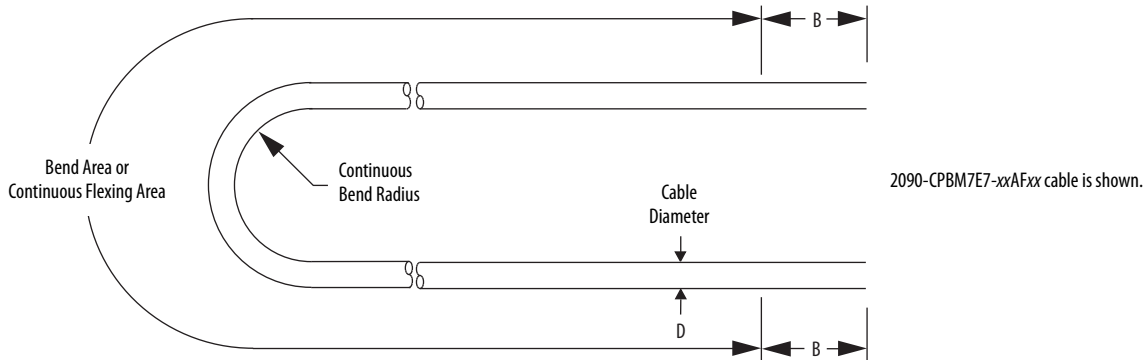 B
Bend Area or
Continuous Flexing Area
Continuous
Bend Radius
Cable
Diameter
2090-CPBM7E7-xxAFxx cable is shown.
D
B